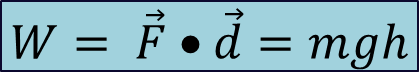 W = F⃗ • d⃗ = mgh